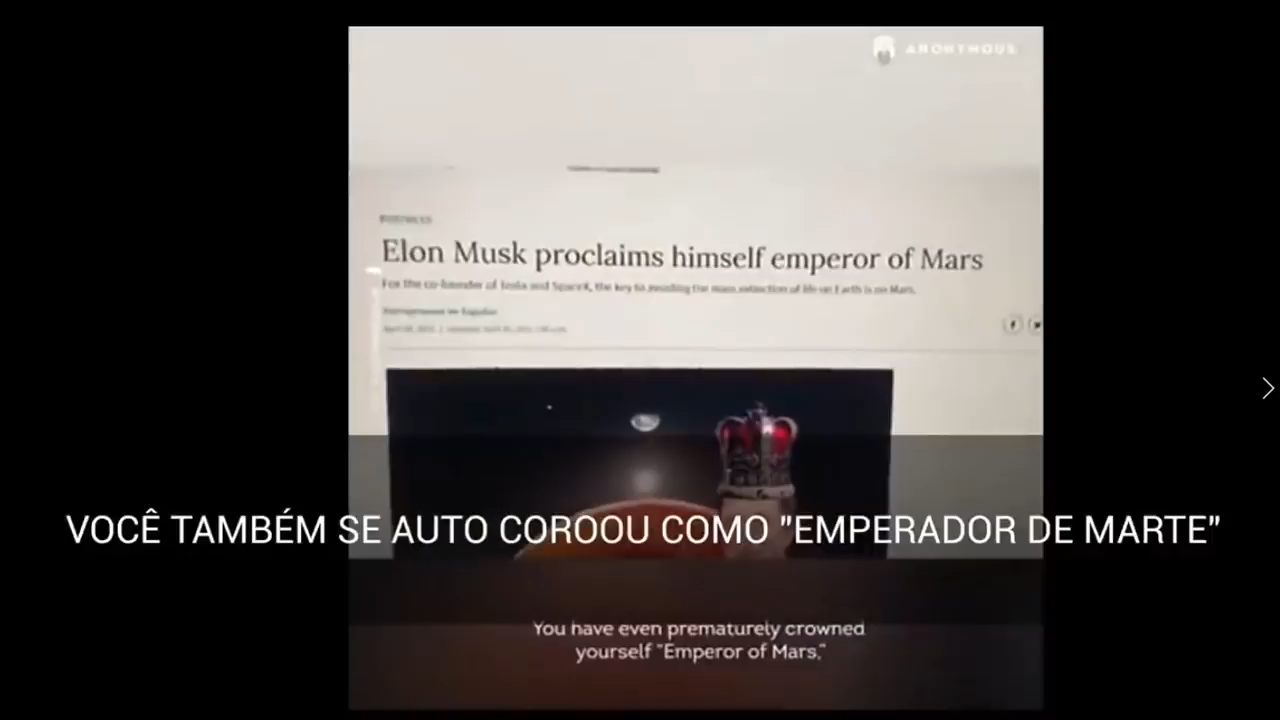 ANONYMOUS
BUSINESS
Elon Musk proclaims himself emperor of Mars
For the co-founder of Tesla and SpaceX, the key to avoiding the mass extinction of life on Earth is on Mars.
VOCÊ TAMBÉM SE AUTO COROOU COMO "EMPERADOR DE MARTE"
You have even prematurely crowned
yourself "Emperor of Mars,"